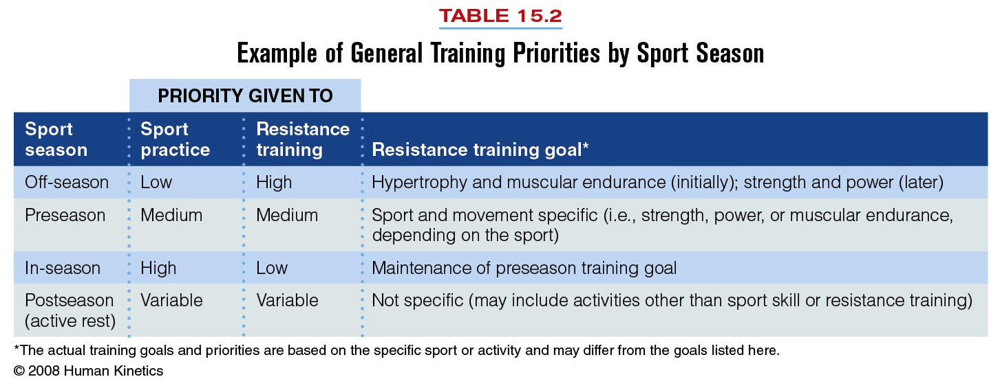 TABLE 15.2
Example of General Training Priorities by Sport Season
PRIORITY GIVEN TO
Sport season
Sport practice
Resistance training
Resistance training goal*
Off-season
Low
High
Hypertrophy and muscular endurance (initially); strength and power (later)
Preseason
Medium
Medium
Sport and movement specific (i.e., strength, power, or muscular endurance,
depending on the sport)
In-season
High
Low
Maintenance of preseason training goal
Postseason
(active rest)
Variable
Variable
Not specific (may include activities other than sport skill or resistance training)
*The actual training goals and priorities are based on the specific sport or activity and may differ from the goals listed here.
© 2008 Human Kinetics